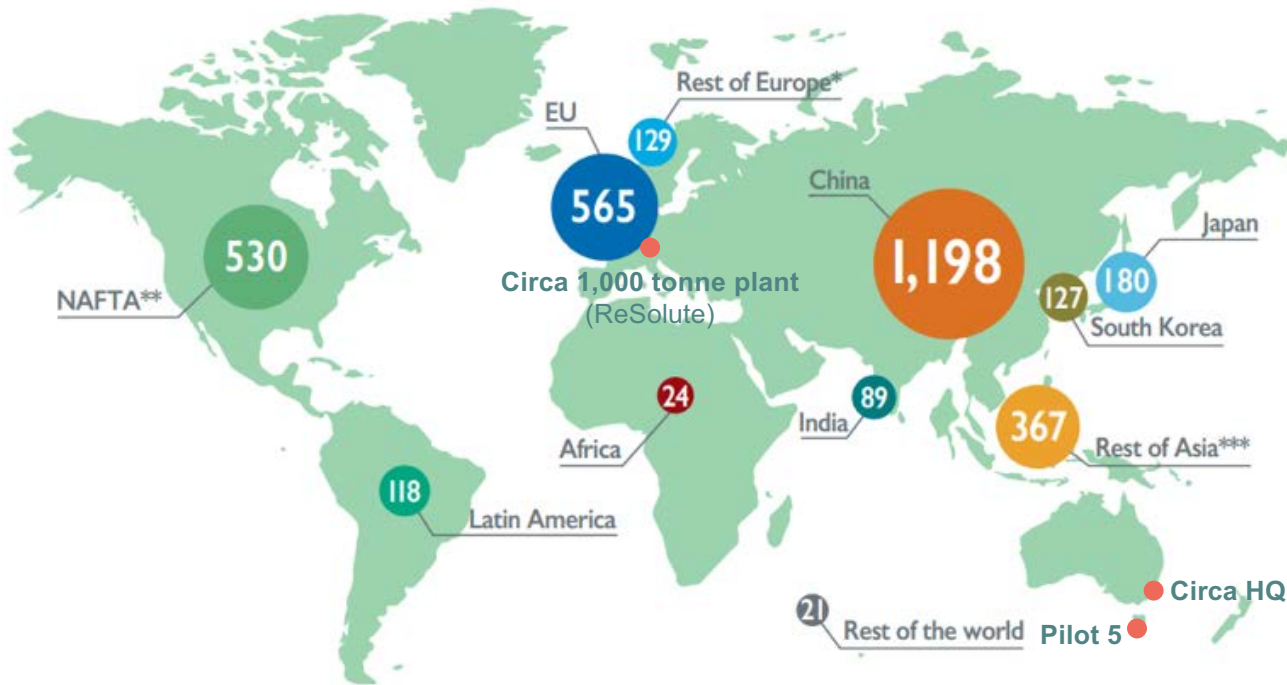 Rest of Europe*
129
EU
565
China
1,198
Japan
180
530
NAFTA**
Circa 1,000 tonne plant
(ReSolute)
127
South Korea
24
Africa
89
India
367
Rest of Asia***
118
Latin America
Circa HQ
21
Rest of the world
Pilot 5